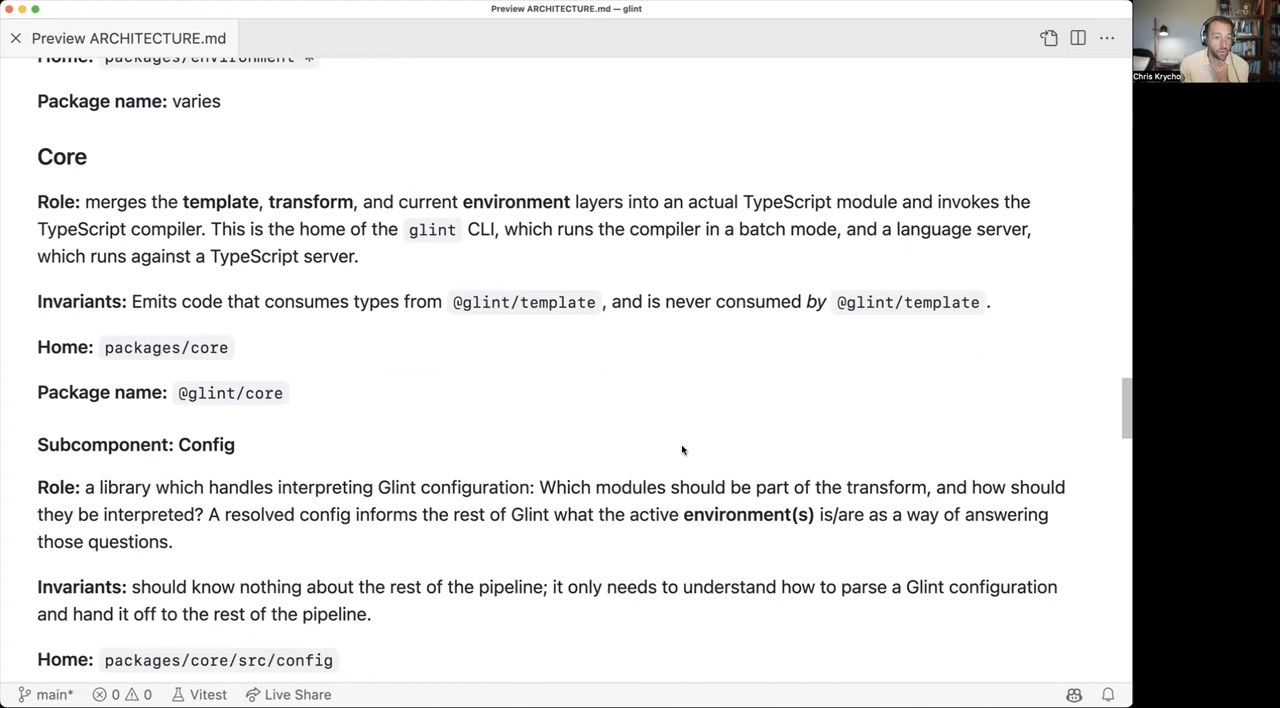 Preview ARCHITECTURE.md — glint
Preview ARCHITECTURE.md
Home: packages/environment-*
Package name: varies
Core
Role: merges the template, transform, and current environment layers into an actual TypeScript module and invokes the
TypeScript compiler. This is the home of the glint CLI, which runs the compiler in a batch mode, and a language server,
which runs against a TypeScript server.
Invariants: Emits code that consumes types from @glint/template, and is never consumed by @glint/template.
Home: packages/core
Package name: @glint/core
Subcomponent: Config
Role: a library which handles interpreting Glint configuration: Which modules should be part of the transform, and how should
they be interpreted? A resolved config informs the rest of Glint what the active environment(s) is/are as a way of answering
those questions.
Invariants: should know nothing about the rest of the pipeline; it only needs to understand how to parse a Glint configuration
and hand it off to the rest of the pipeline.
Home: packages/core/src/config
main* 0 0 Vitest Live Share
Chris Krycho